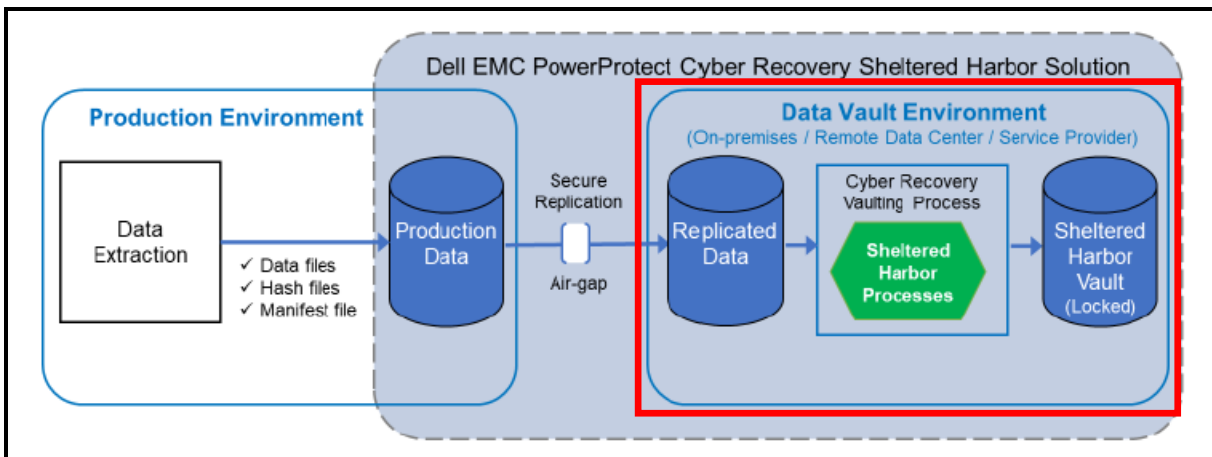 Dell EMC PowerProtect Cyber Recovery Sheltered Harbor Solution
Production Environment
Data
Extraction
✓ Data files
✓ Hash files
✓ Manifest file
Production
Data
Secure
Replication
Air-gap
Data Vault Environment
(On-premises / Remote Data Center / Service Provider)
Replicated
Data
Cyber Recovery
Vaulting Process
Sheltered
Harbor
Processes
Sheltered
Harbor
Vault
(Locked)